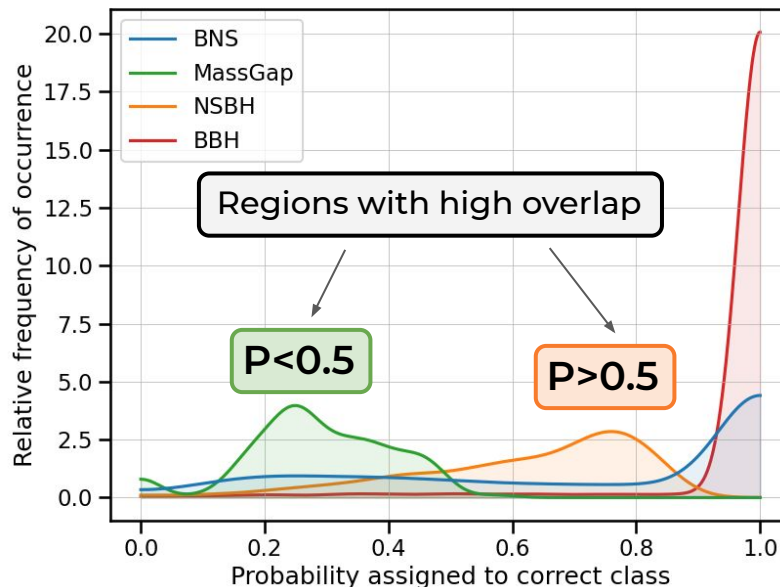 20.0
17.5
15.0
12.5
10.0
7.5
5.0
2.5
0.0
Relative frequency of occurrence
BNS
MassGap
NSBH
BBH
Regions with high overlap
P<0.5
P>0.5
0.0 0.2 0.4 0.6 0.8 1.0
Probability assigned to correct class